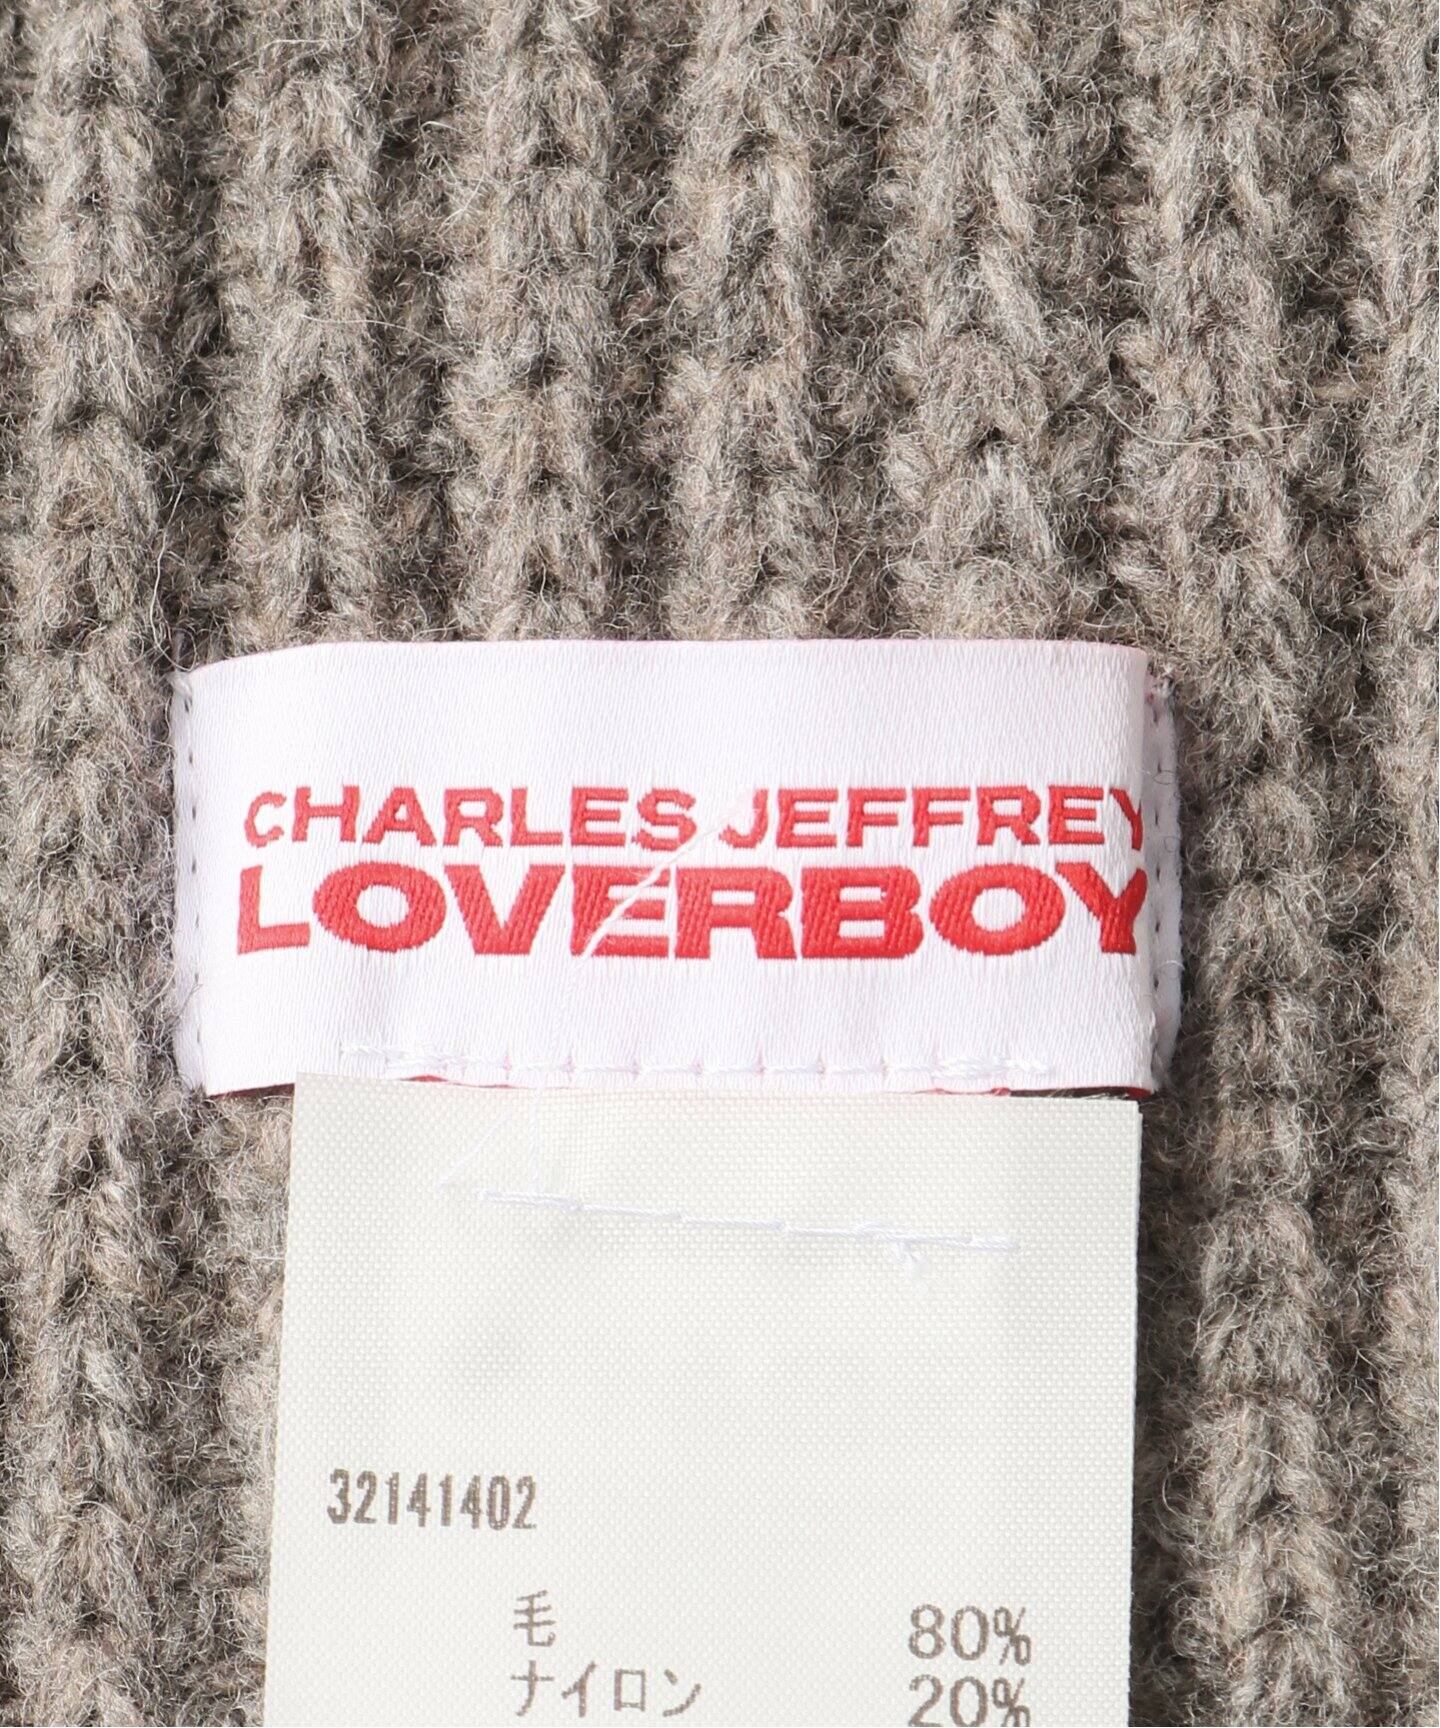 CHARLES JEFFREY
LOVERBOY
32141402
毛 80%
ナイロン 20%